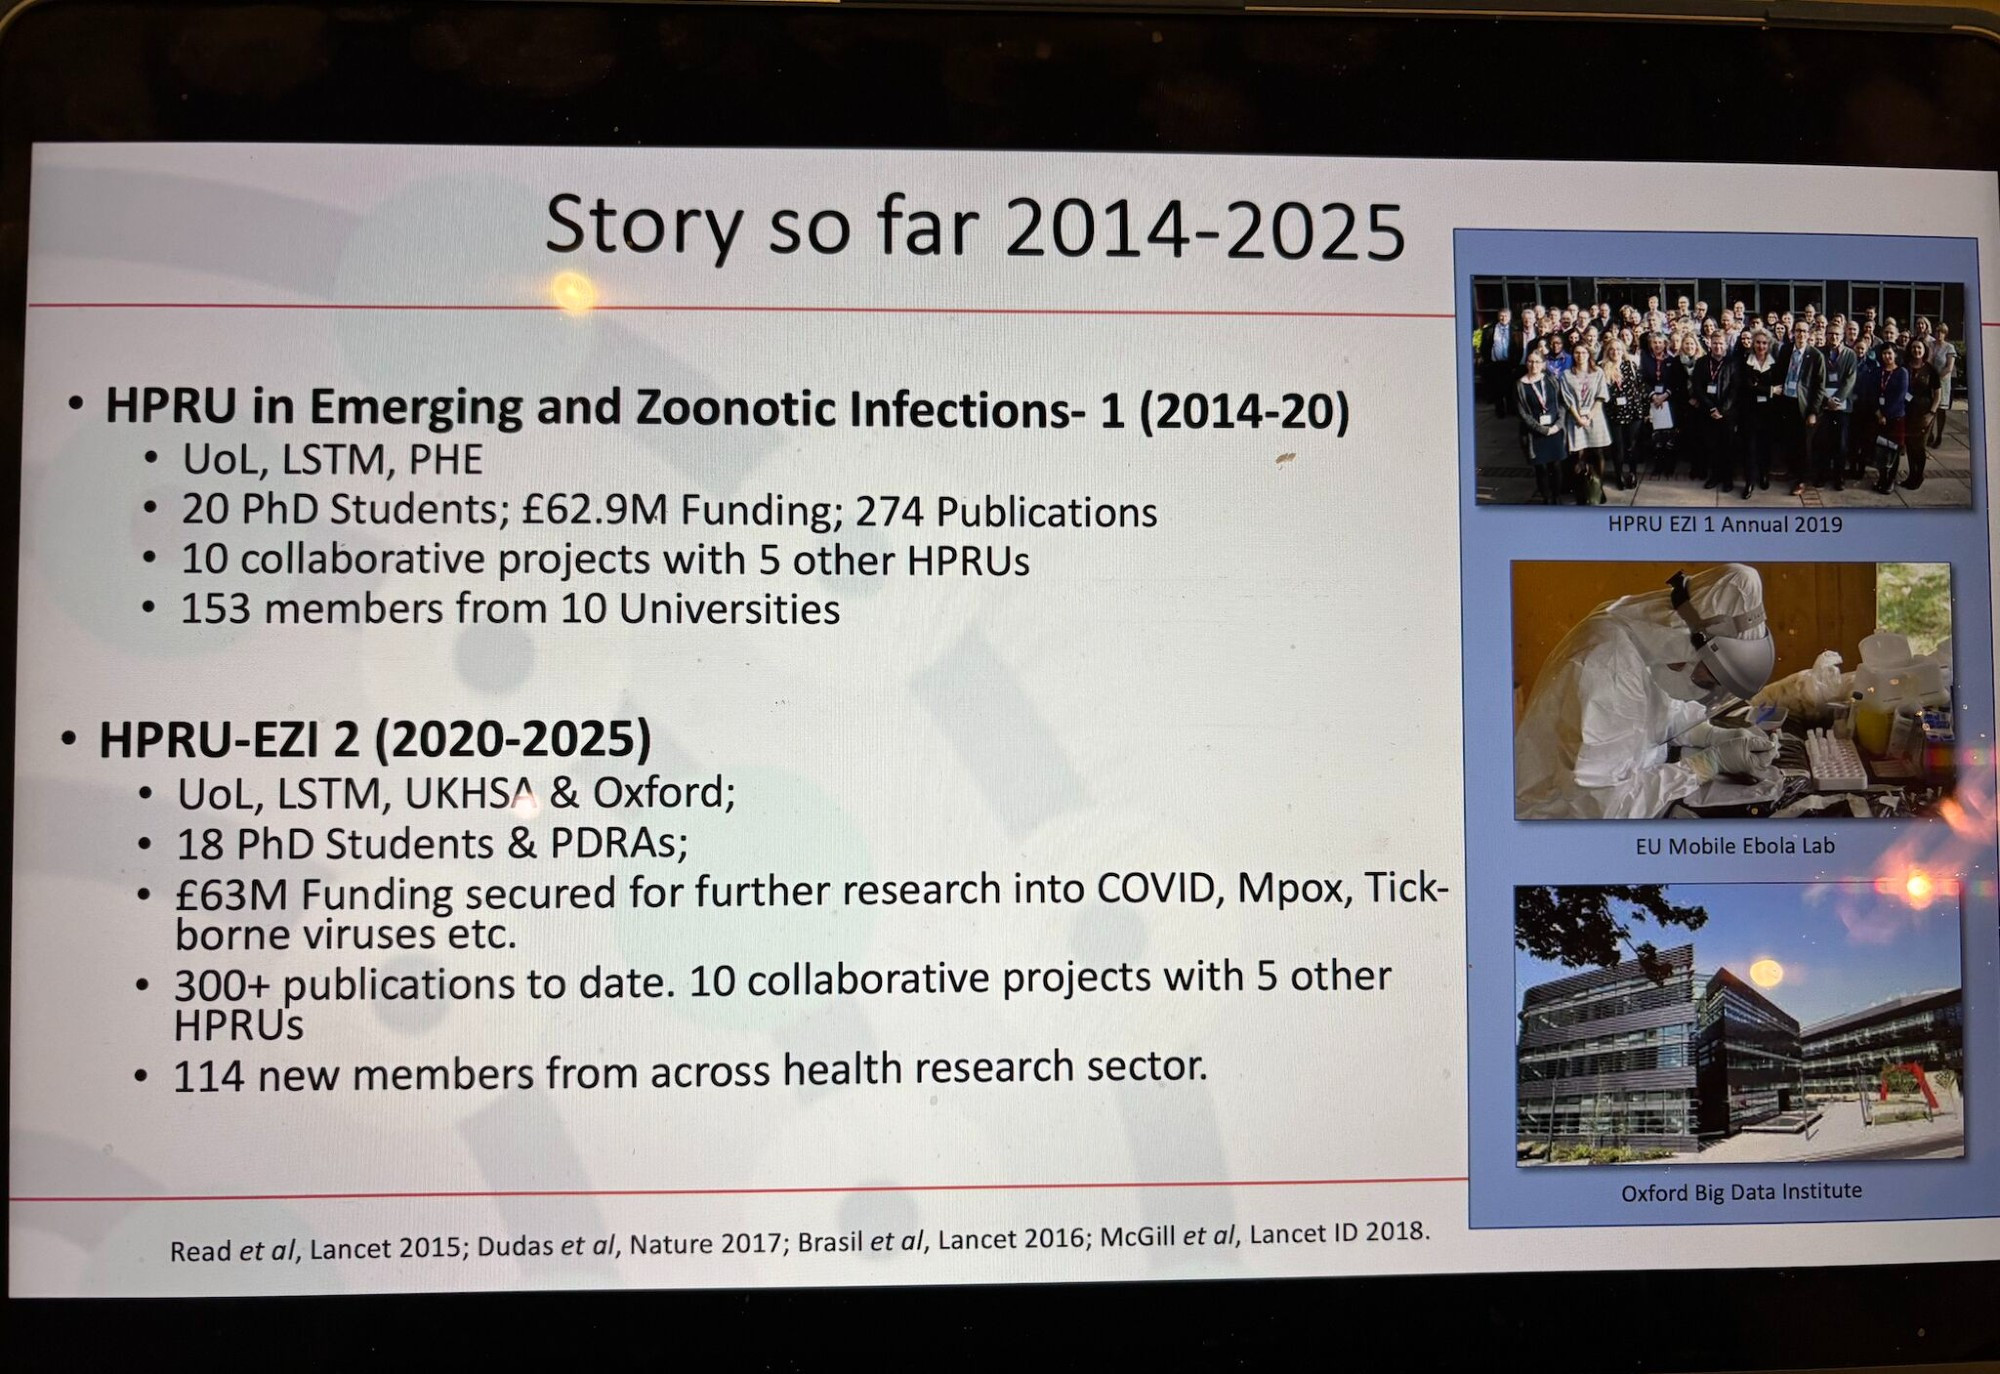 Story so far 2014-2025
• HPRU in Emerging and Zoonotic Infections- 1 (2014-20)
• UoL, LSTM, PHE
• 20 PhD Students; £62.9M Funding; 274 Publications
• 10 collaborative projects with 5 other HPRUs
• 153 members from 10 Universities
• HPRU-EZI 2 (2020-2025)
• UoL, LSTM, UKHSA & Oxford;
• 18 PhD Students & PDRAs;
• £63M Funding secured for further research into COVID, Mpox, Tick-
borne viruses etc.
• 300+ publications to date. 10 collaborative projects with 5 other
HPRUs
• 114 new members from across health research sector.
HPRU EZI 1 Annual 2019
EU Mobile Ebola Lab
Oxford Big Data Institute
Read et al, Lancet 2015; Dudas et al, Nature 2017; Brasil et al, Lancet 2016; McGill et al, Lancet ID 2018.